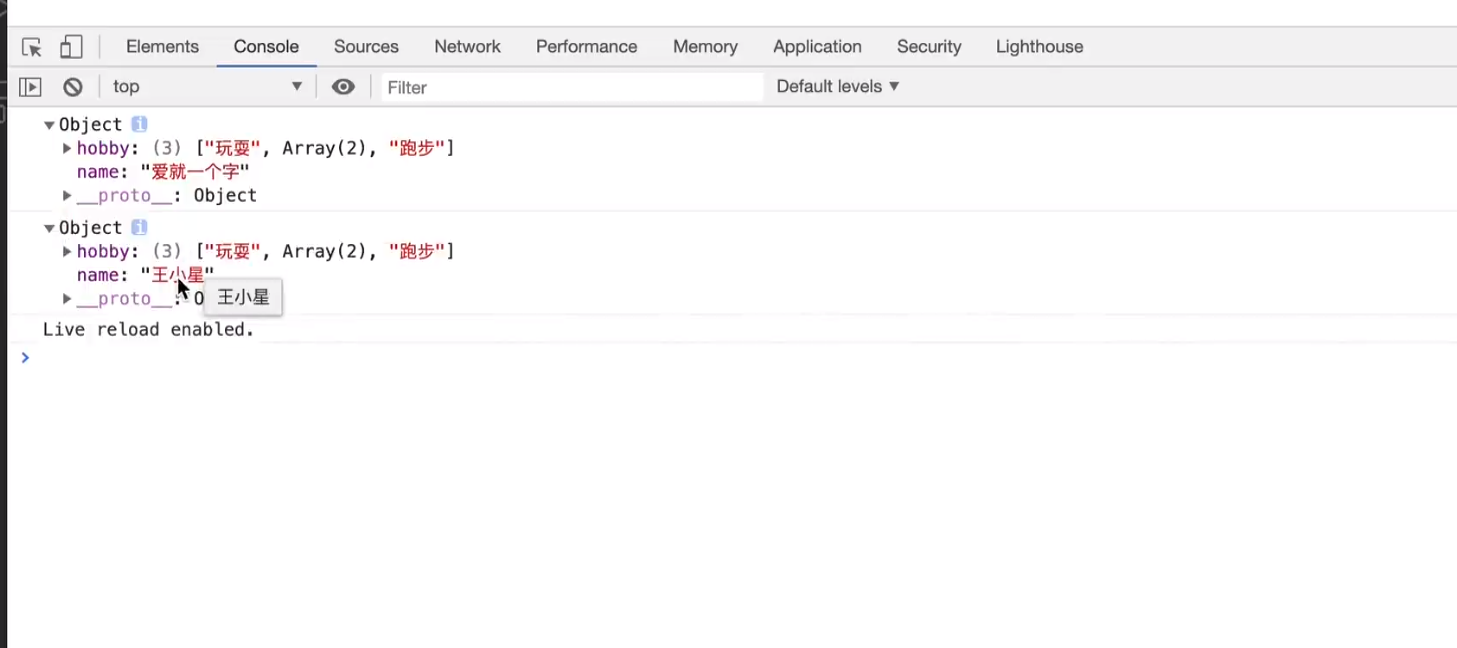 Elements Console Sources Network Performance Memory Application Security Lighthouse
top Filter Default levels
Object
hobby: (3) ["玩耍", Array(2), "跑步"]
name: "爱就一个字"
__proto__: Object
Object
hobby: (3) ["玩耍", Array(2), "跑步"]
name: "王小星"
__proto__: O
王小星
Live reload enabled.